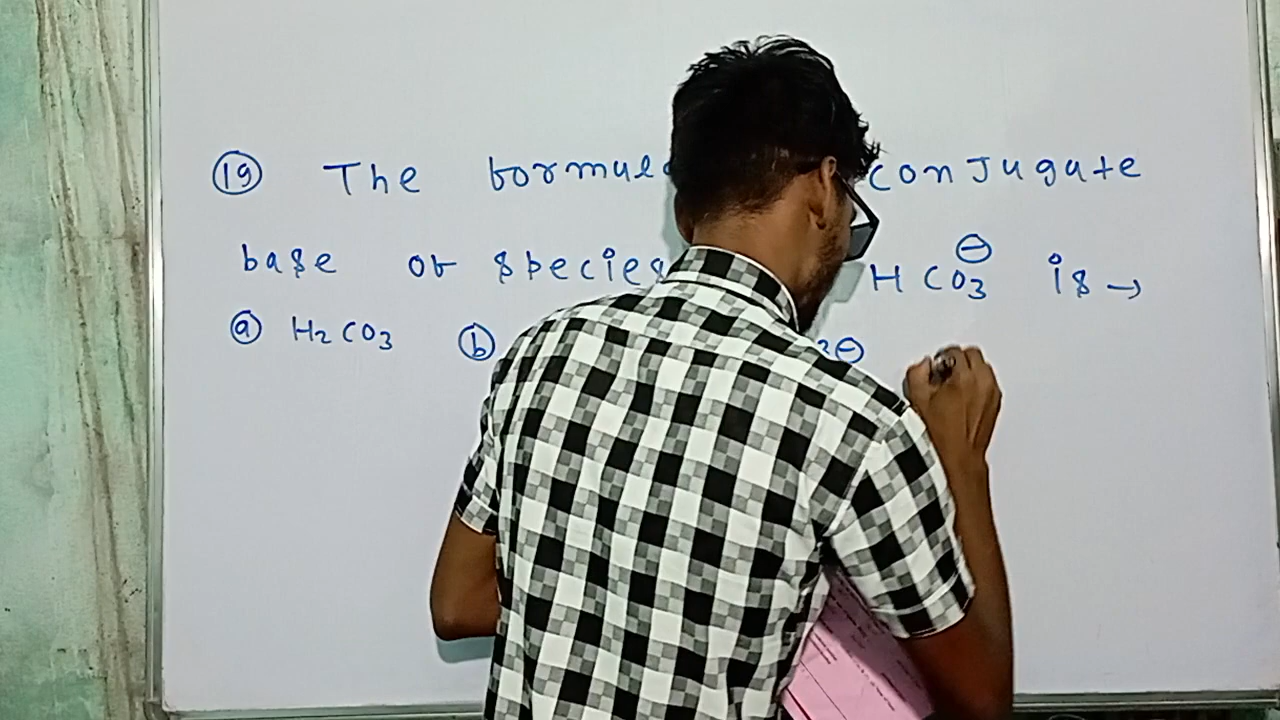 (19) The formula conjugate
base of species HCO3⊖ is →
(a) H2CO3 (b) 2⊖